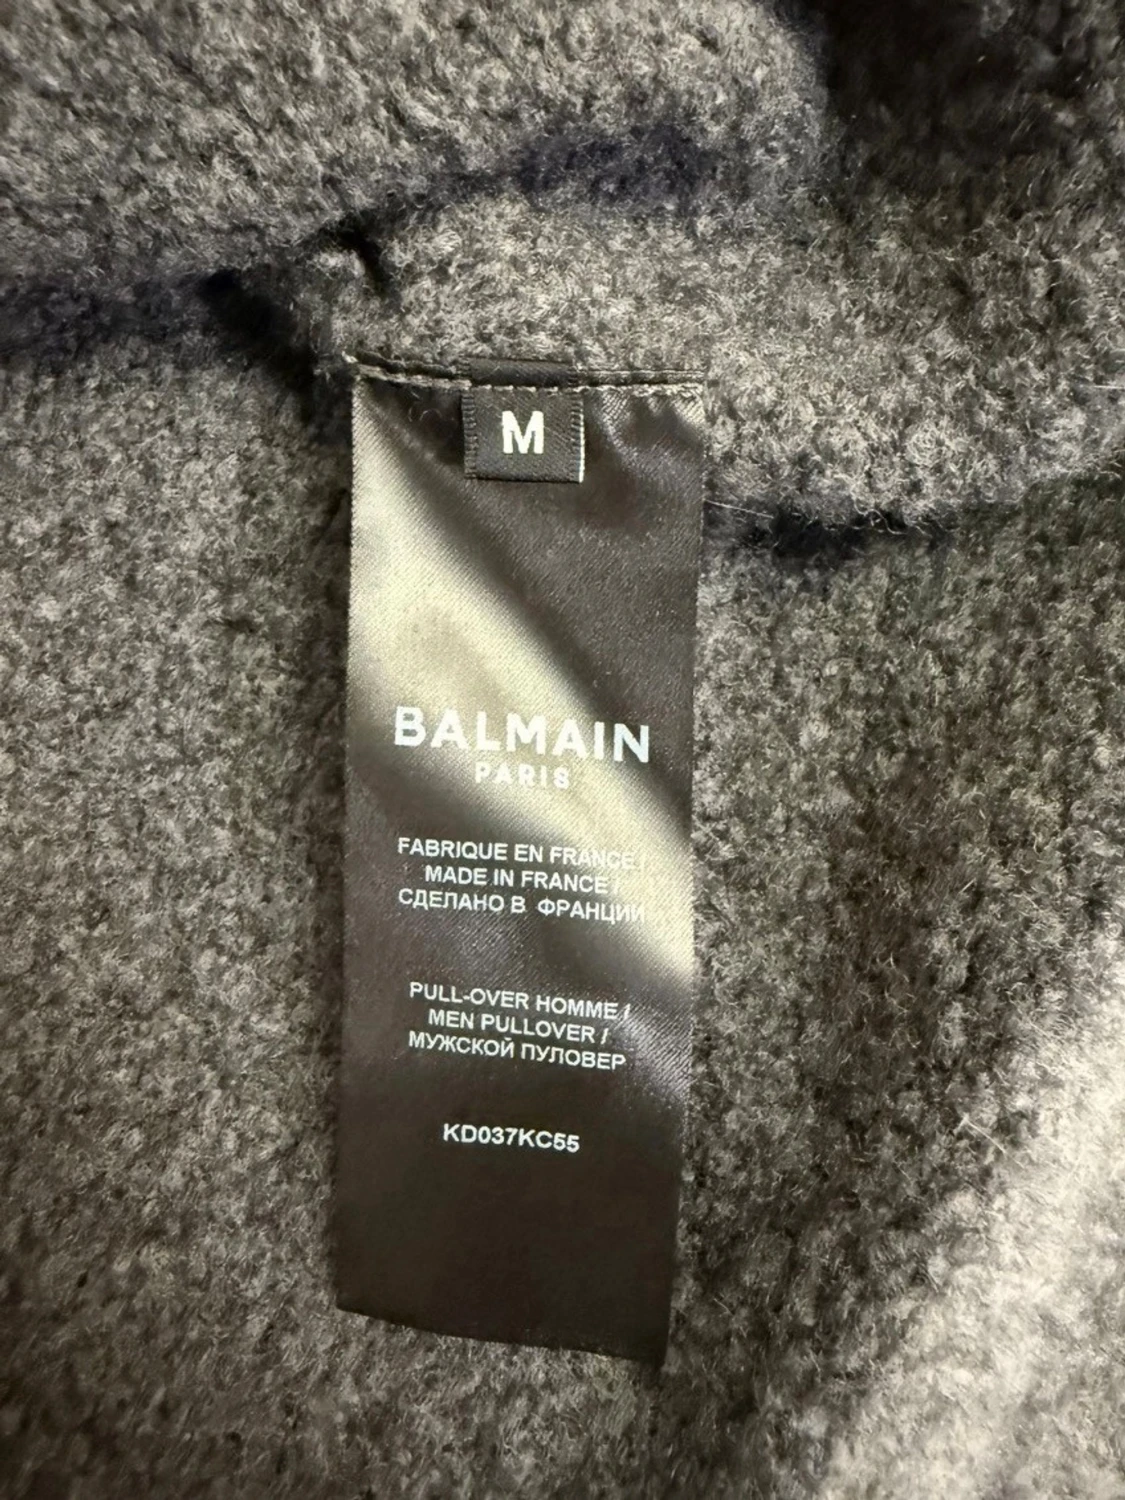 M
BALMAIN
PARIS
FABRIQUE EN FRANCE /
MADE IN FRANCE /
СДЕЛАНО В ФРАНЦИИ
PULL-OVER HOMME /
MEN PULLOVER /
МУЖСКОЙ ПУЛОВЕР
KD037KC55